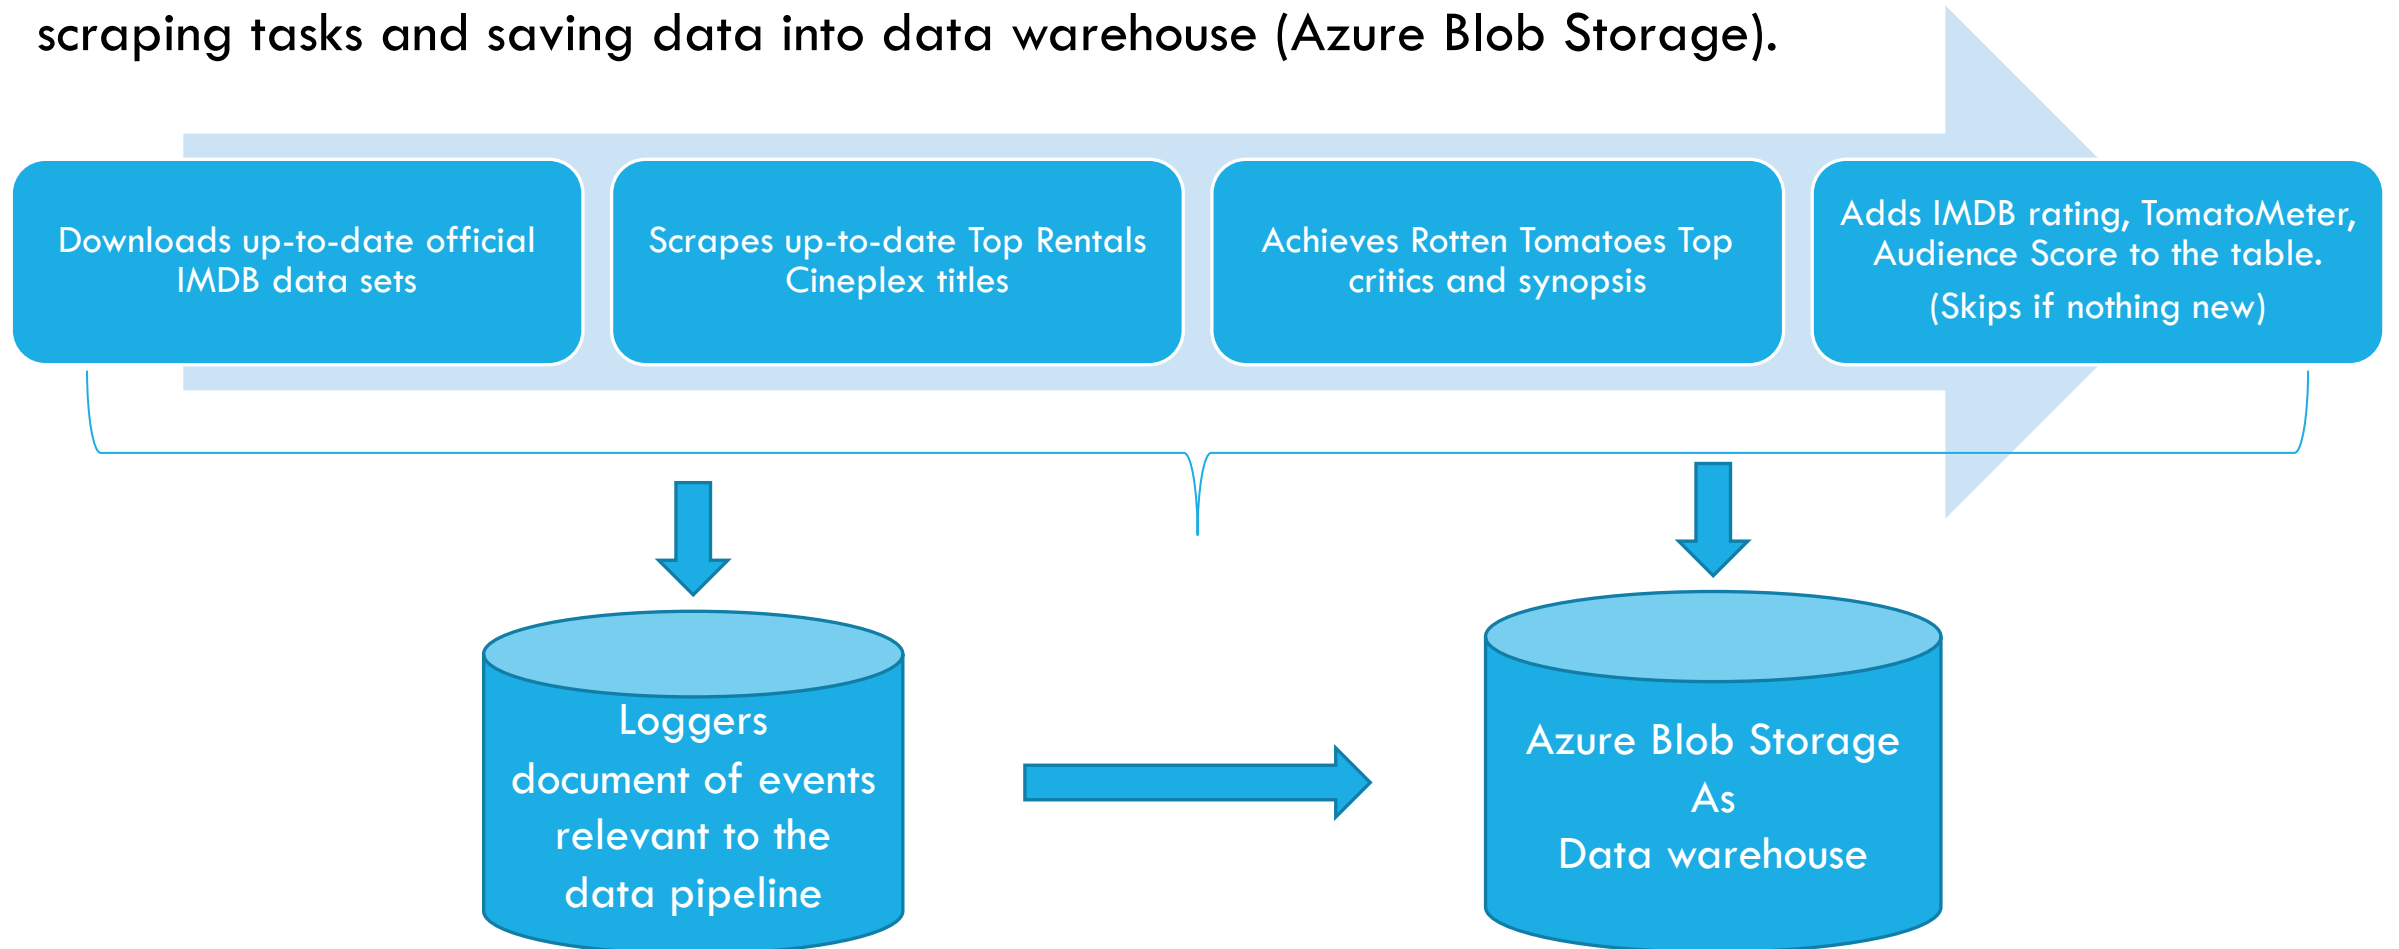 scraping tasks and saving data into data warehouse (Azure Blob Storage).
Downloads up-to-date official
IMDB data sets
Scrapes up-to-date Top Rentals
Cineplex titles
Achieves Rotten Tomatoes Top
critics and synopsis
Adds IMDB rating, TomatoMeter,
Audience Score to the table.
(Skips if nothing new)
Loggers
document of events
relevant to the
data pipeline
Azure Blob Storage
As
Data warehouse